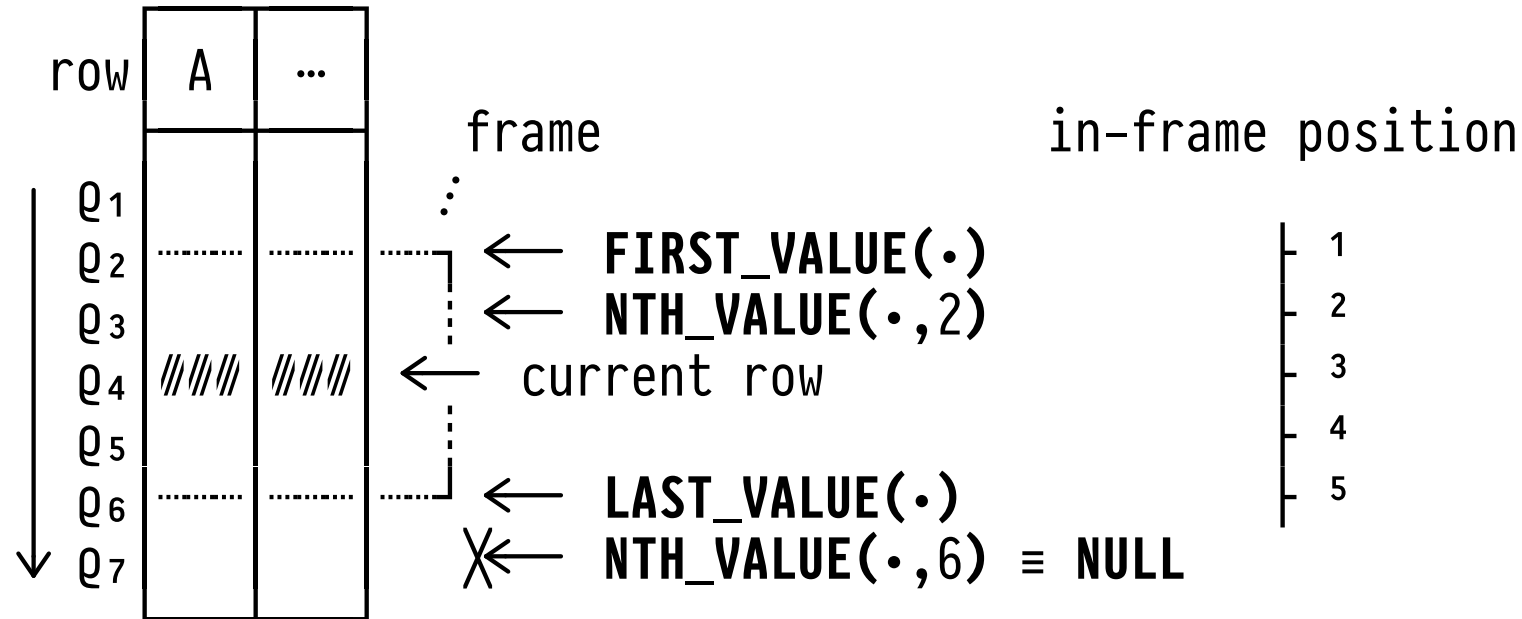 row A ⋯
frame in-frame position
ϱ1
ϱ2 ← FIRST_VALUE(·) 1
ϱ3 ← NTH_VALUE(·,2) 2
ϱ4 ← current row 3
ϱ5 4
ϱ6 ← LAST_VALUE(·) 5
ϱ7 ← NTH_VALUE(·,6) ≡ NULL